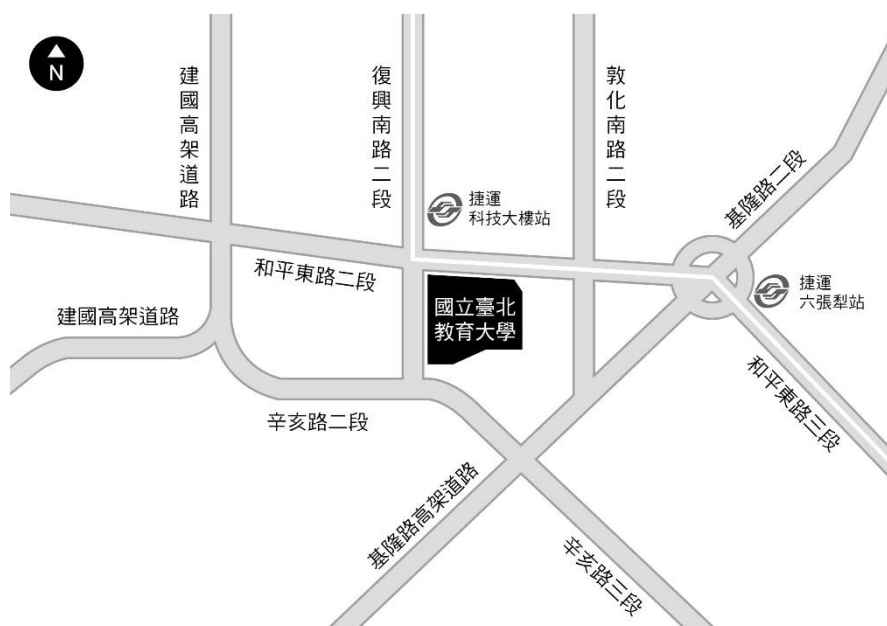 N
建國高架道路
復興南路二段
敦化南路二段
基隆路二段
捷運
科技大樓站
和平東路二段
捷運
六張犁站
國立臺北
教育大學
建國高架道路
和平東路三段
辛亥路二段
基隆路高架道路
辛亥路三段